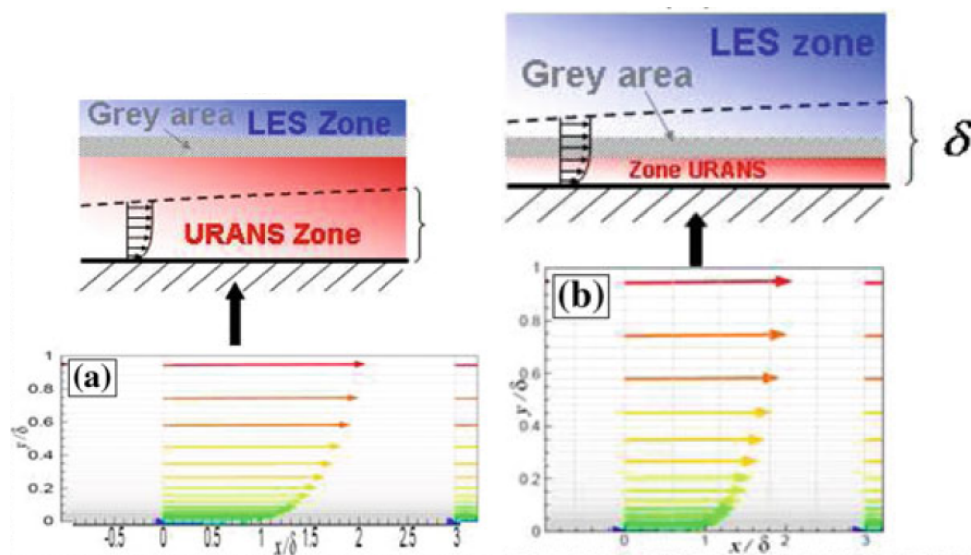 Grey area
LES Zone
URANS Zone
LES zone
Grey area
Zone URANS
δ
(a)
1
0.8
0.6
0.4
0.2
0
y/δ
-0.5
0
0.5
1
1.5
2
2.5
3
x/δ
(b)
1
0.8
0.6
0.4
0.2
0
y/δ
0
1
2
3
x/δ